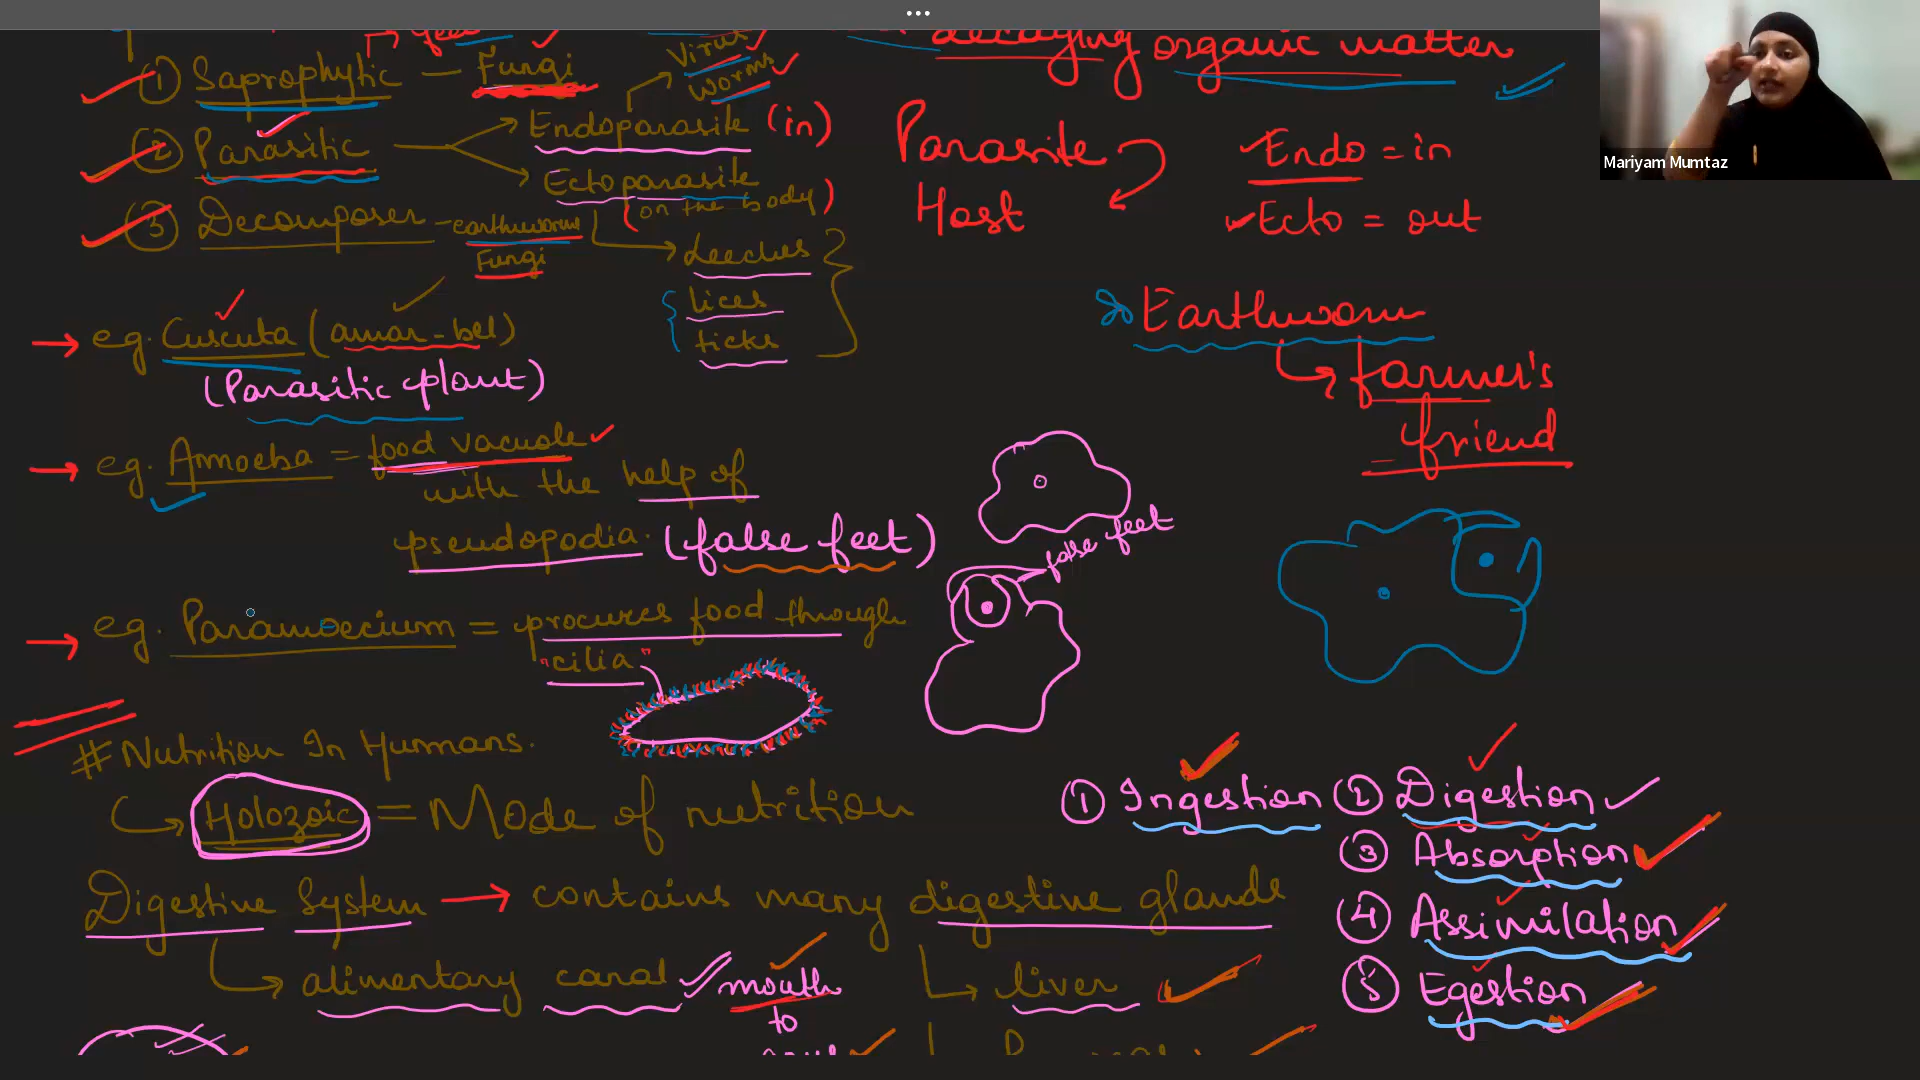 decaying organic matter
① Saprophytic — Fungi
Virus
Worms
② Parasitic
Endoparasite (in)
Ectoparasite
(on the body)
③ Decomposer - earthworms
Fungi
Leeches
lices
ticks
Parasite
Host
Endo = in
Ecto = out
Mariyam Mumtaz
Earthworm
farmer's
friend
eg. Cuscuta (amar-bel)
(Parasitic plant)
eg. Ammoeba = food vacuole
with the help of
pseudopodia. (false feet)
false feet
eg. Paramoecium = procures food through
"cilia"
# Nutrition In Humans.
Holozoic = Mode of nutrition
① Ingestion ② Digestion
③ Absorption
④ Assimilation
⑤ Egestion
Digestive System → contains many digestive glands
alimentary canal mouth
to
liver